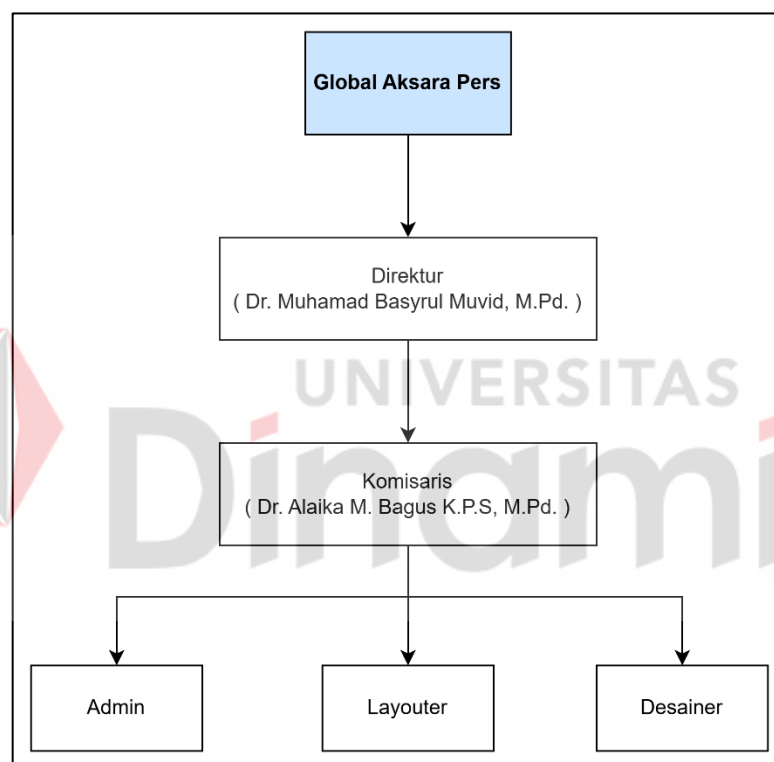 Global Aksara Pers
Direktur
( Dr. Muhamad Basyrul Muvid, M.Pd. )
UNIVERSITAS
Dinami
Komisaris
( Dr. Alaika M. Bagus K.P.S, M.Pd. )
Admin
Layouter
Desainer